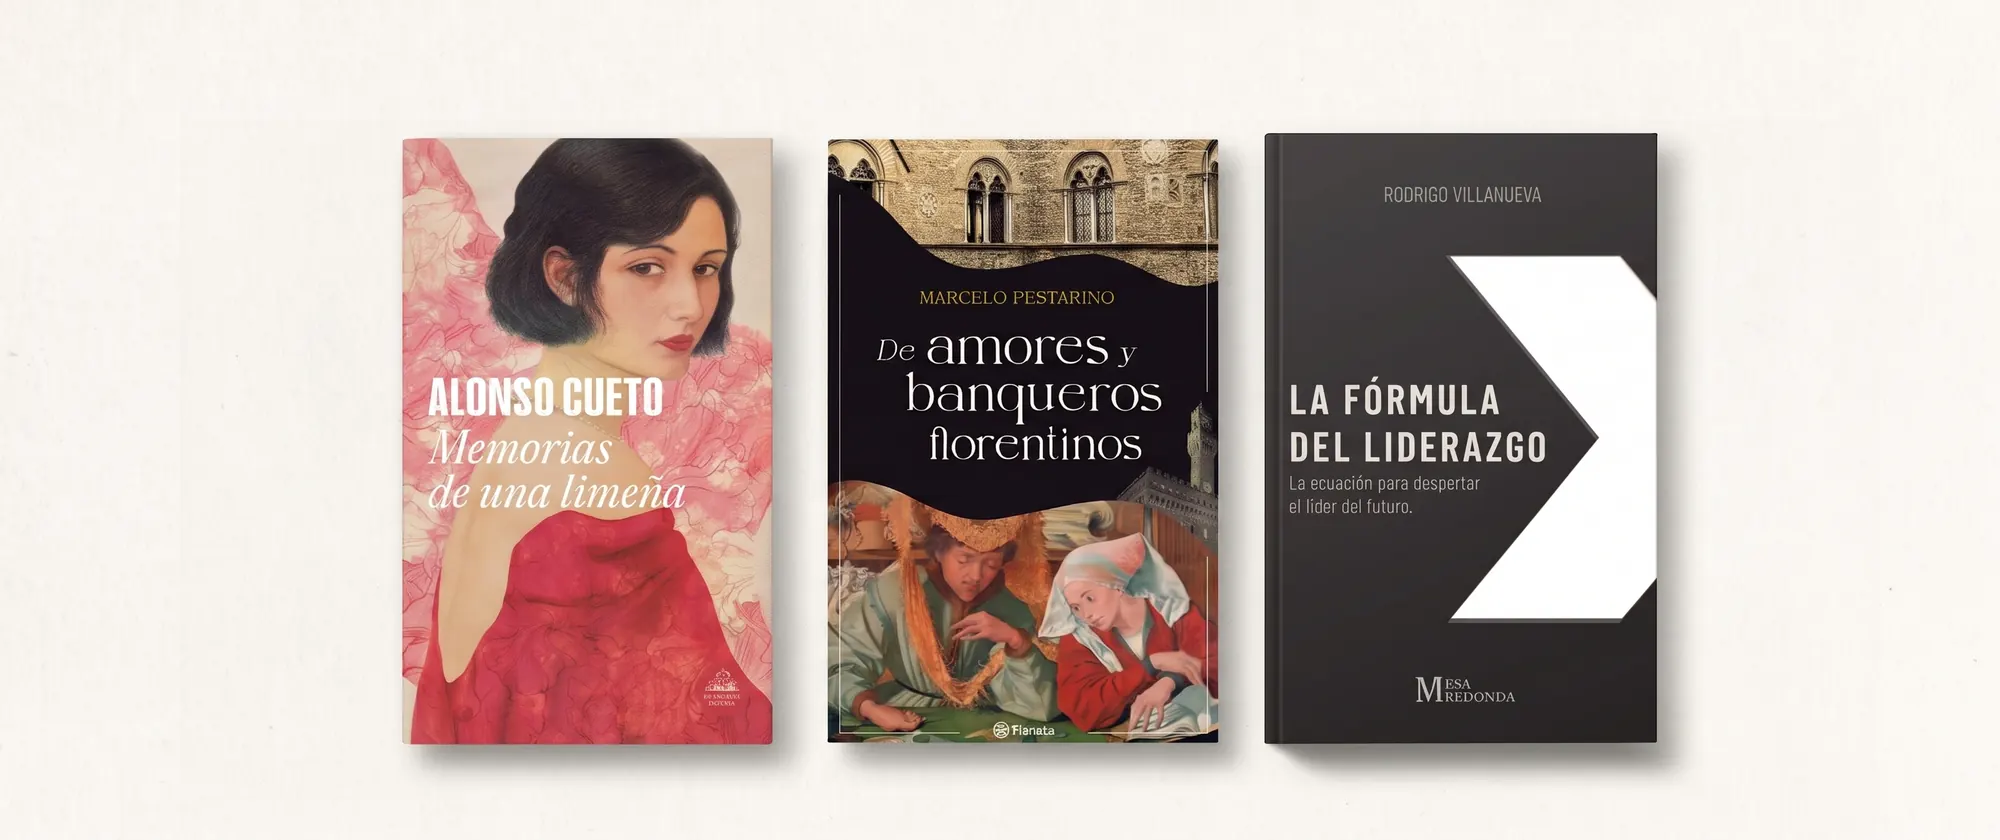 ALONSO CUETO
Memorias
de una limeña
MARCELO PESTARINO
De amores y
banqueros
florentinos
Flanata
RODRIGO VILLANUEVA
LA FÓRMULA
DEL LIDERAZGO
La ecuación para despertar
el líder del futuro.
MESA
REDONDA